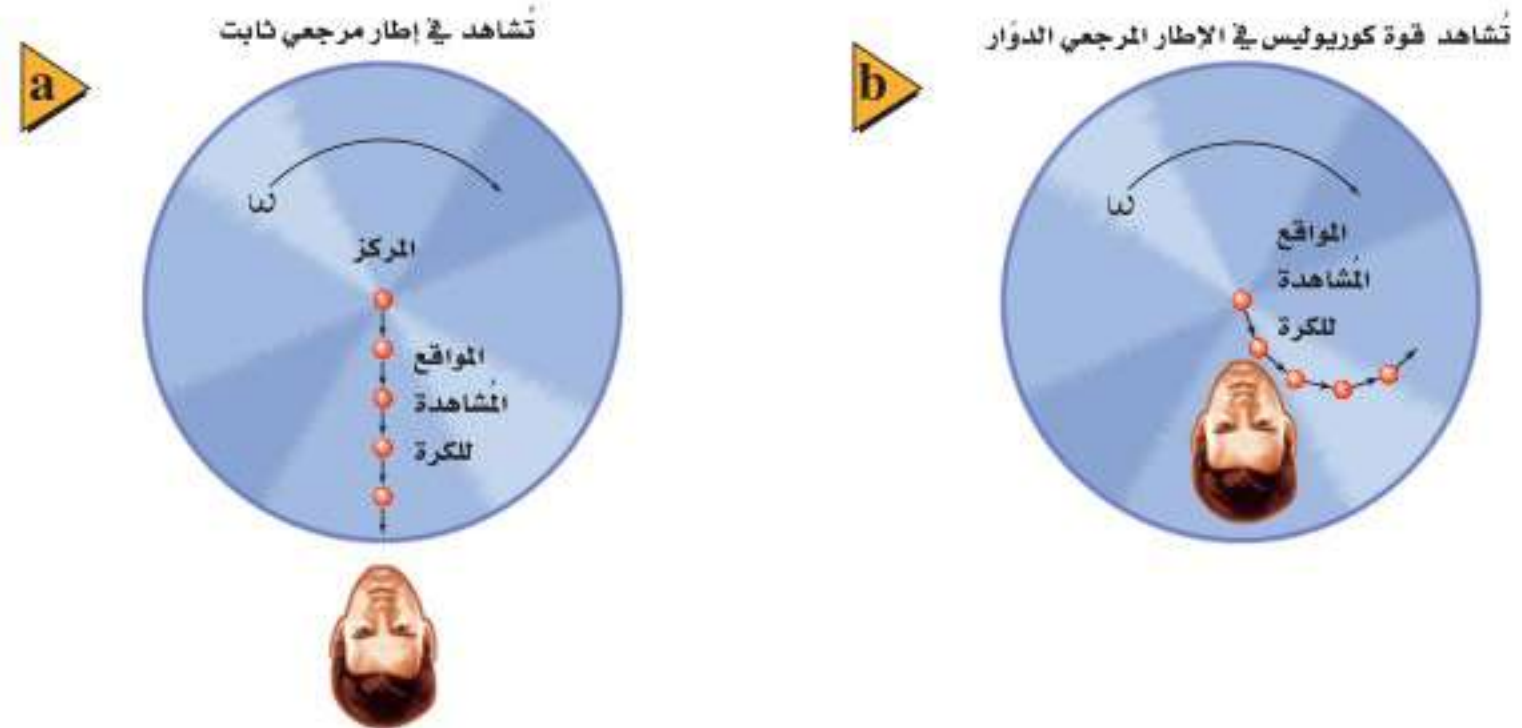 تُشاهد في إطار مرجعي ثابت
a
ω
المركز
المواقع
المُشاهدة
للكرة
تُشاهد قوة كوريوليس في الإطار المرجعي الدوّار
b
ω
المواقع
المُشاهدة
للكرة